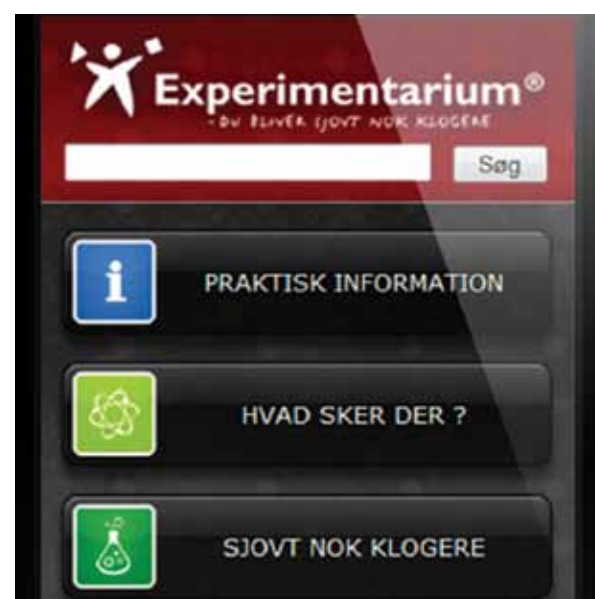 Experimentarium®
- DU BLIVER SJOVT NOK KLOGERE
Søg
i
PRAKTISK INFORMATION
HVAD SKER DER ?
SJOVT NOK KLOGERE